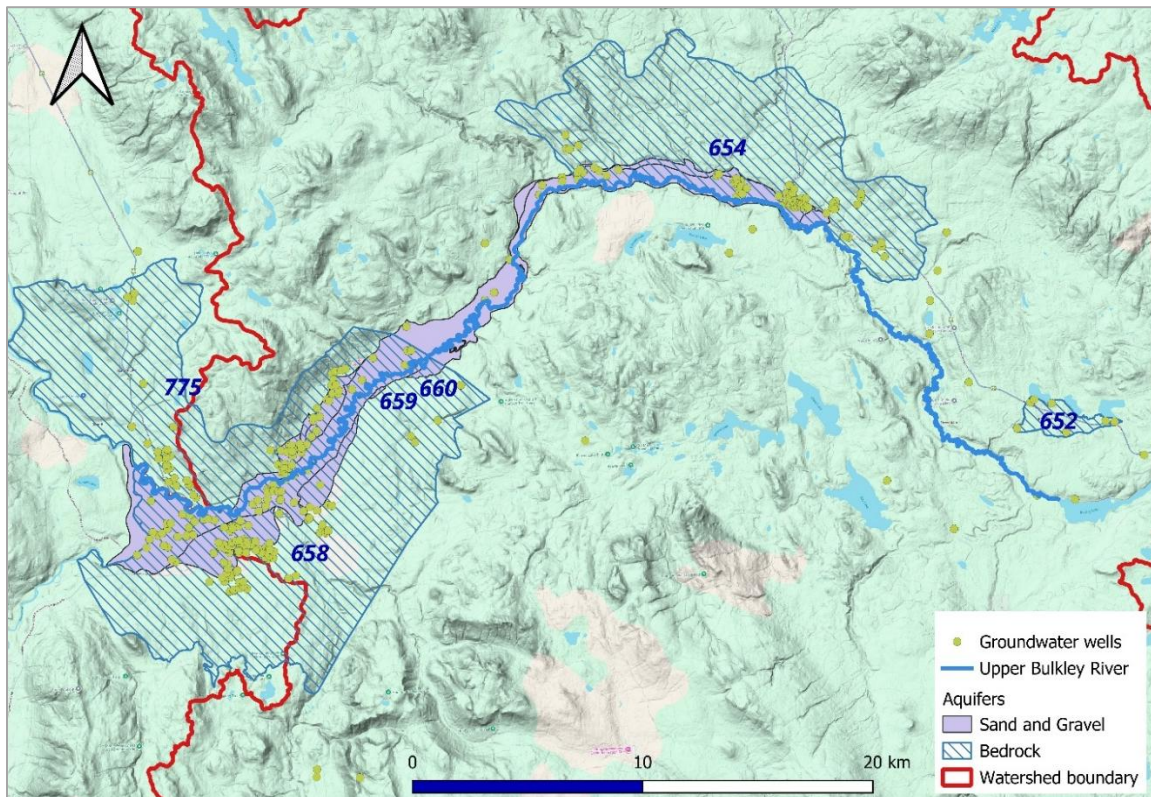 654
775
659
660
652
658
Groundwater wells
Upper Bulkley River
Aquifers
Sand and Gravel
Bedrock
Watershed boundary
0 10 20 km